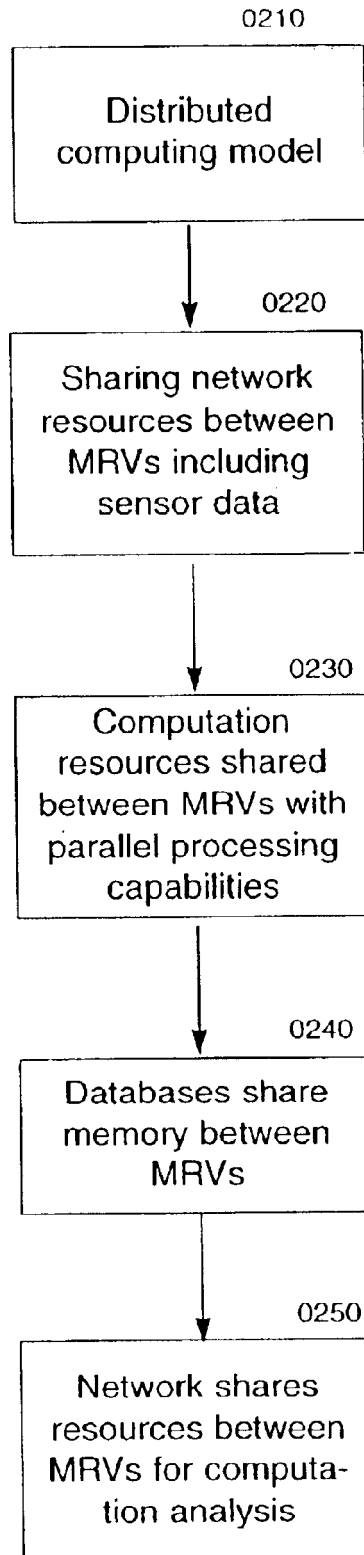 0210
Distributed
computing model
0220
Sharing network
resources between
MRVs including
sensor data
0230
Computation
resources shared
between MRVs with
parallel processing
capabilities
0240
Databases share
memory between
MRVs
0250
Network shares
resources between
MRVs for computa-
tion analysis